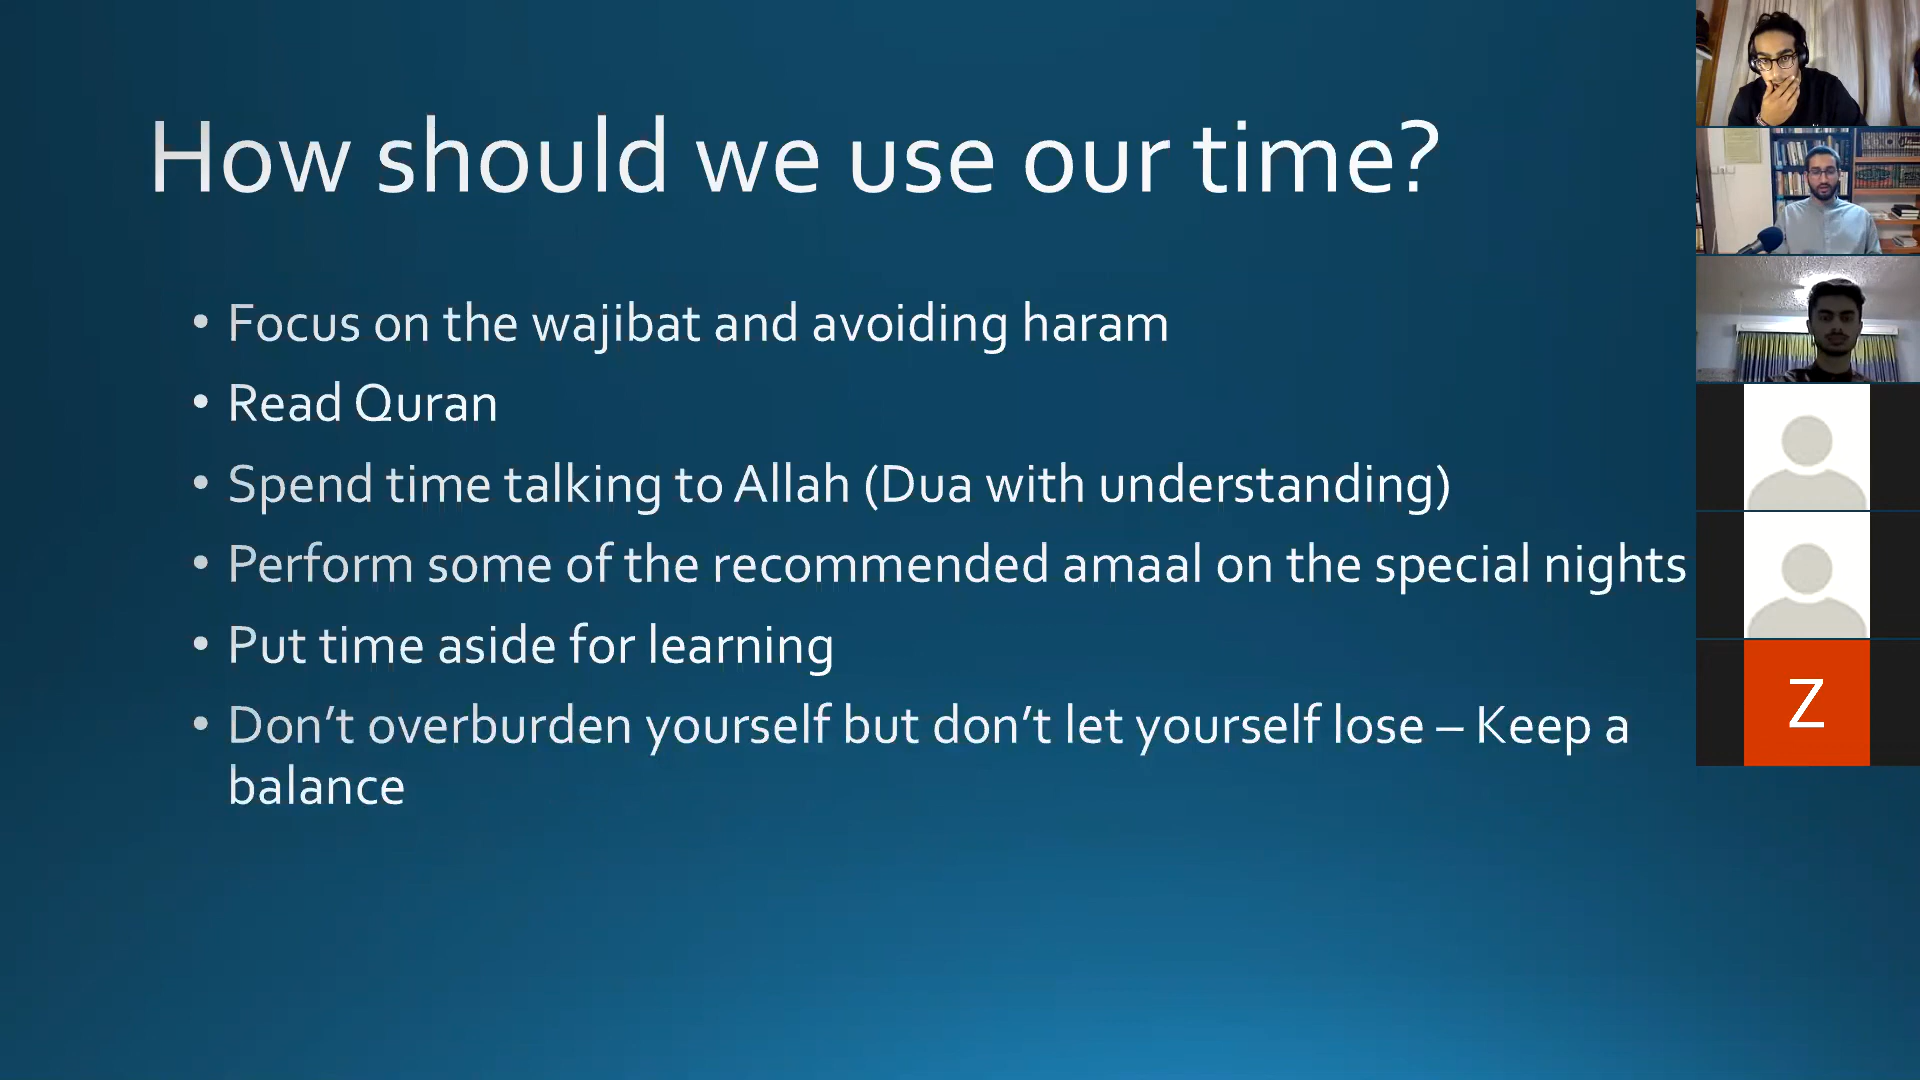 How should we use our time?
• Focus on the wajibat and avoiding haram
• Read Quran
• Spend time talking to Allah (Dua with understanding)
• Perform some of the recommended amaal on the special nights
• Put time aside for learning
• Don’t overburden yourself but don’t let yourself lose – Keep a
balance
Z